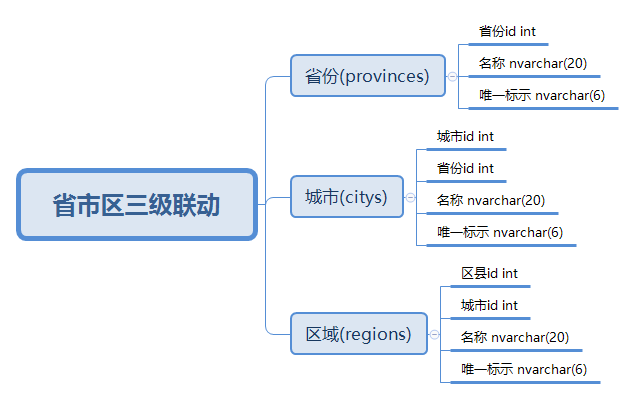 省市区三级联动
省份(provinces)
省份id int
名称 nvarchar(20)
唯一标示 nvarchar(6)
城市(citys)
城市id int
省份id int
名称 nvarchar(20)
唯一标示 nvarchar(6)
区域(regions)
区县id int
城市id int
名称 nvarchar(20)
唯一标示 nvarchar(6)